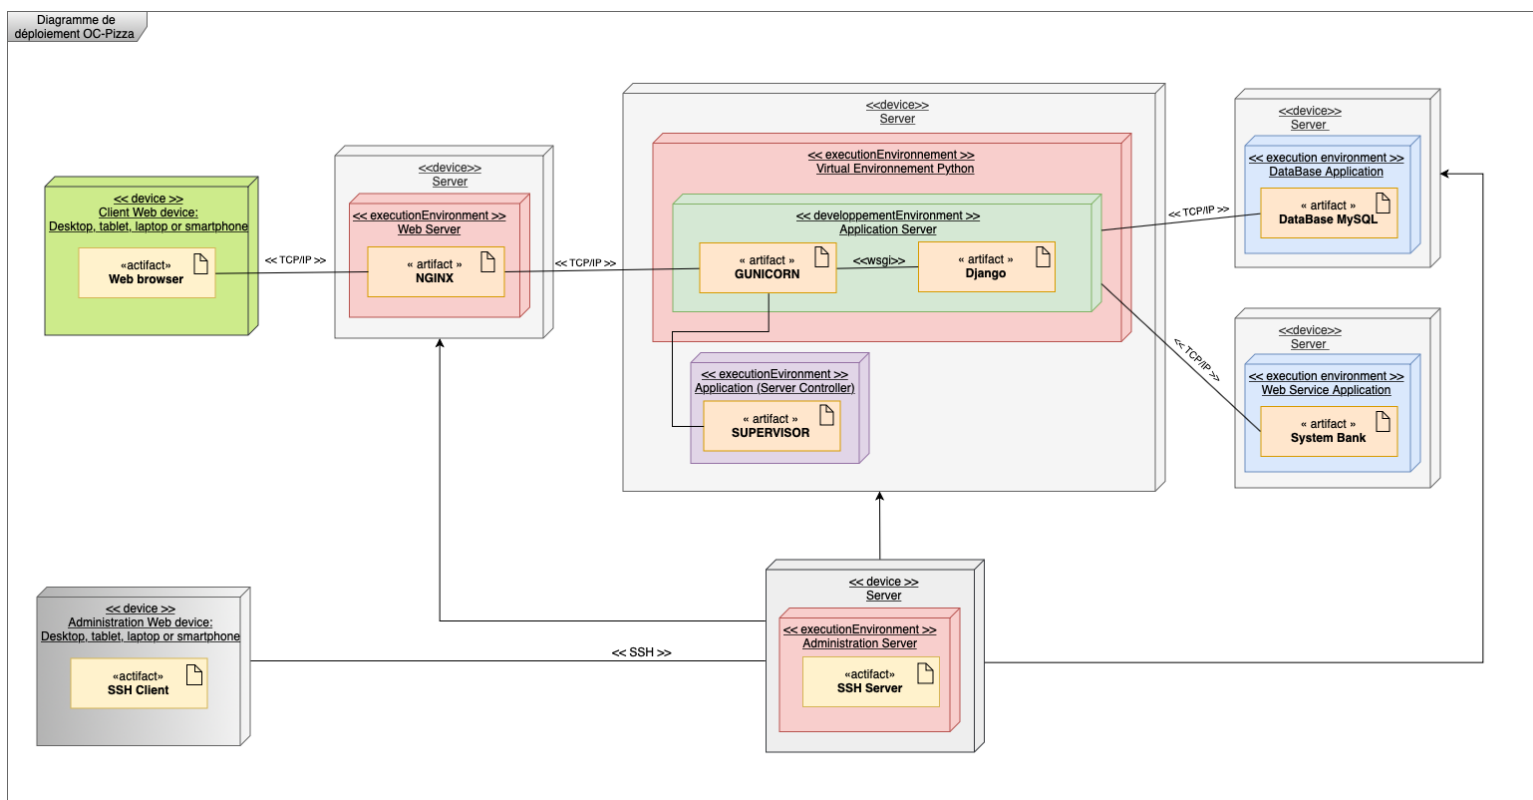 Diagramme de
déploiement OC-Pizza
<< device >>
Client Web device:
Desktop, tablet, laptop or smartphone
«actifact»
Web browser
<< TCP/IP >>
<<device>>
Server
<< executionEnvironment >>
Web Server
« artifact »
NGINX
<< TCP/IP >>
<<device>>
Server
<< executionEnvironnement >>
Virtual Environnement Python
<< developpementEnvironment >>
Application Server
« artifact »
GUNICORN
<<wsgi>>
« artifact »
Django
<< executionEvironment >>
Application (Server Controller)
« artifact »
SUPERVISOR
<< TCP/IP >>
<<device>>
Server
<< execution environment >>
DataBase Application
« artifact »
DataBase MySQL
<< TCP/IP >>
<<device>>
Server
<< execution environment >>
Web Service Application
« artifact »
System Bank
<< device >>
Administration Web device:
Desktop, tablet, laptop or smartphone
«actifact»
SSH Client
<< SSH >>
<< device >>
Server
<< executionEnvironment >>
Administration Server
«actifact»
SSH Server